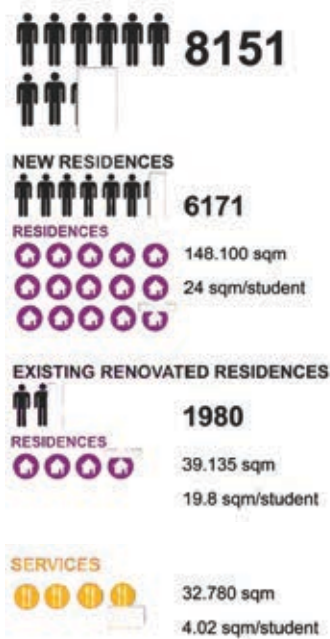 8151
NEW RESIDENCES
6171
RESIDENCES
148.100 sqm
24 sqm/student
EXISTING RENOVATED RESIDENCES
1980
RESIDENCES
39.135 sqm
19.8 sqm/student
SERVICES
32.780 sqm
4.02 sqm/student